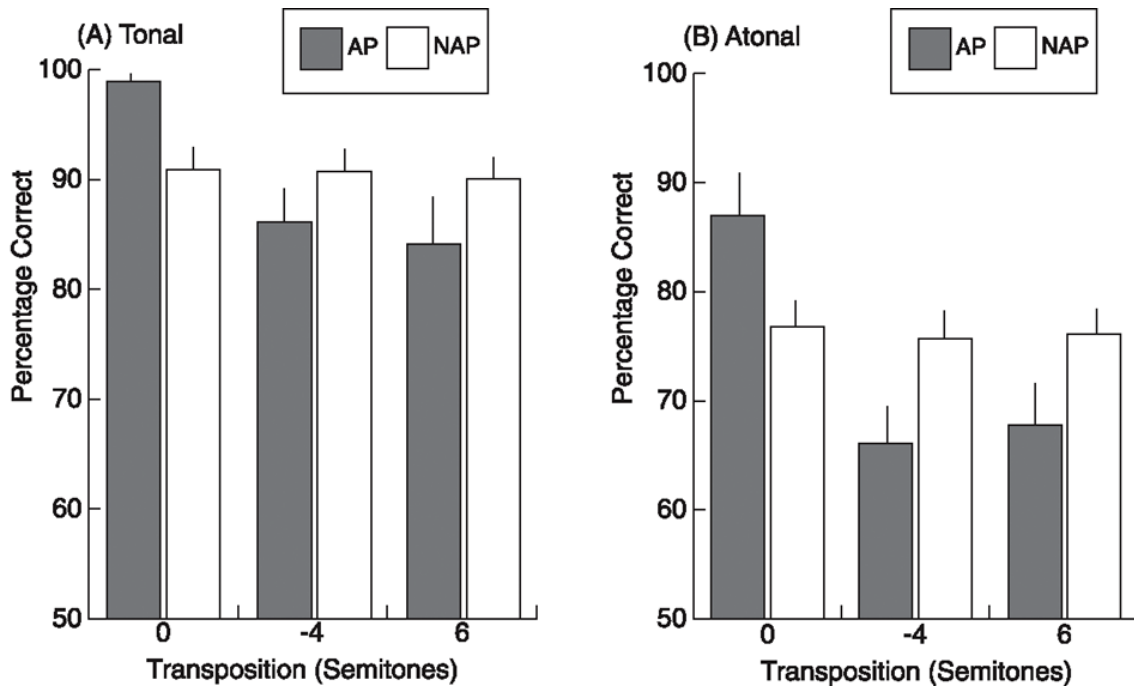 (A) Tonal
AP NAP
100
90
80
70
60
50
Percentage Correct
0 -4 6
Transposition (Semitones)
(B) Atonal
AP NAP
100
90
80
70
60
50
Percentage Correct
0 -4 6
Transposition (Semitones)